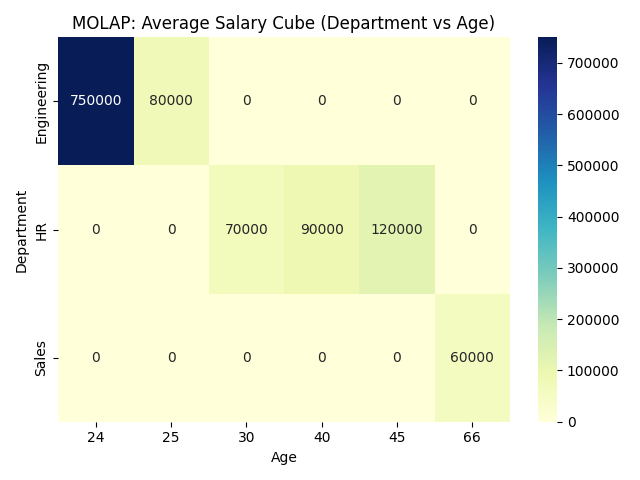 MOLAP: Average Salary Cube (Department vs Age)
Department
Engineering
750000 80000 0 0 0 0
HR
0 0 70000 90000 120000 0
Sales
0 0 0 0 0 60000
24 25 30 40 45 66
Age
700000
600000
500000
400000
300000
200000
100000
0